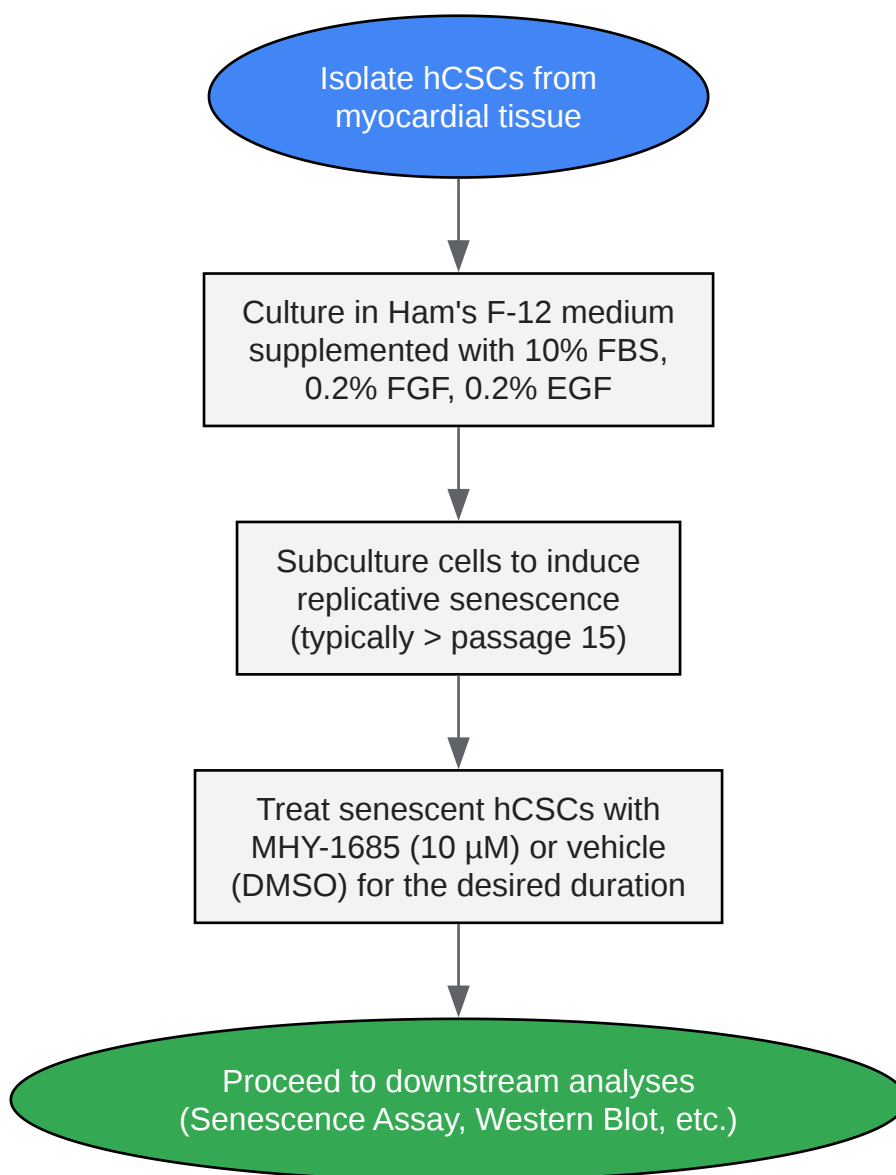 Isolate hCSCs from
myocardial tissue
Culture in Ham's F-12 medium
supplemented with 10% FBS,
0.2% FGF, 0.2% EGF
Subculture cells to induce
replicative senescence
(typically > passage 15)
Treat senescent hCSCs with
MHY-1685 (10 µM) or vehicle
(DMSO) for the desired duration
Proceed to downstream analyses
(Senescence Assay, Western Blot, etc.)